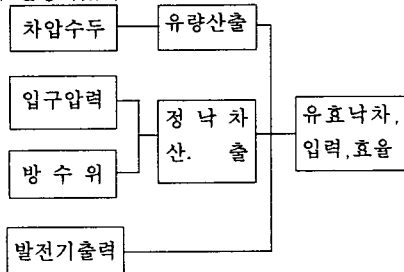 차압수두
유량산출
입구압력
방 수 위
정 낙 차
산. 출
유효낙차,
입력,효율
발전기출력